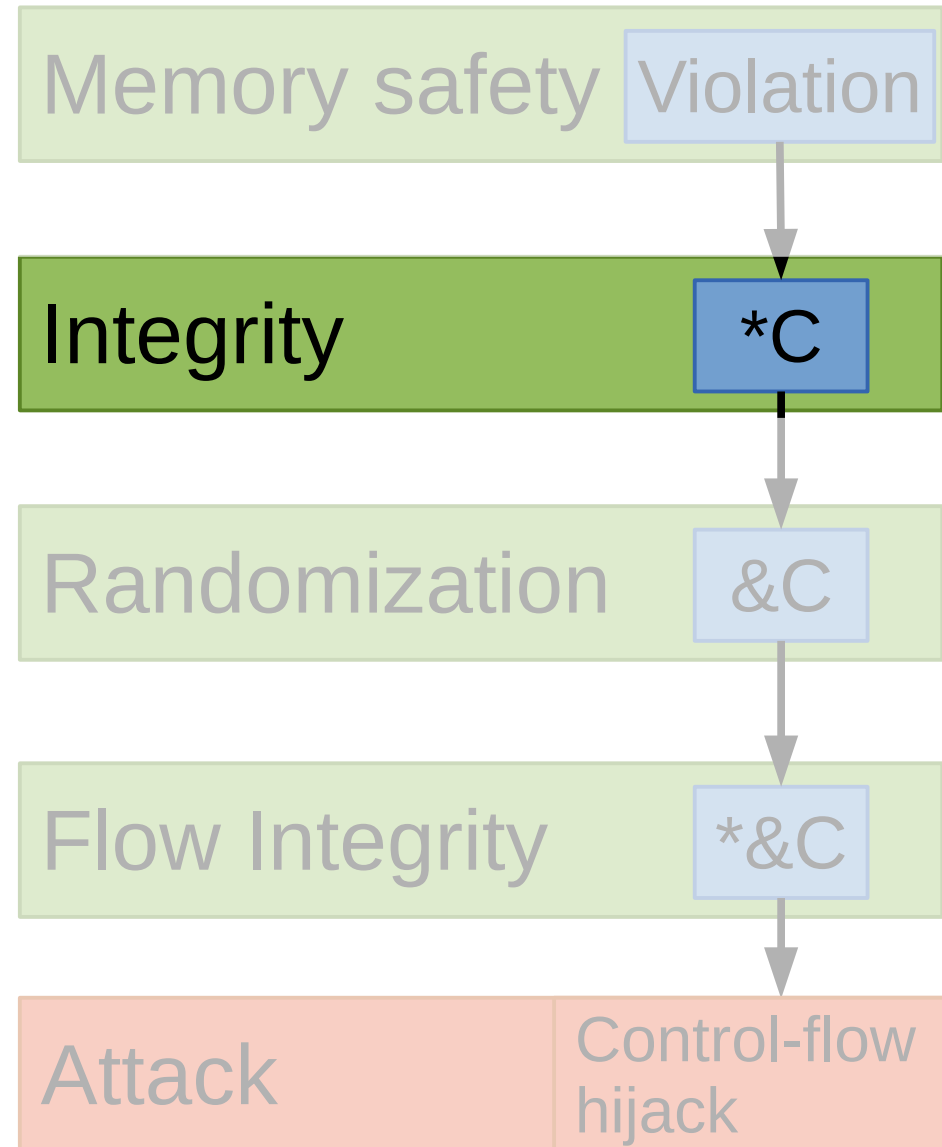 Memory safety Violation
Integrity *C
Randomization &C
Flow Integrity *&C
Attack Control-flow
hijack